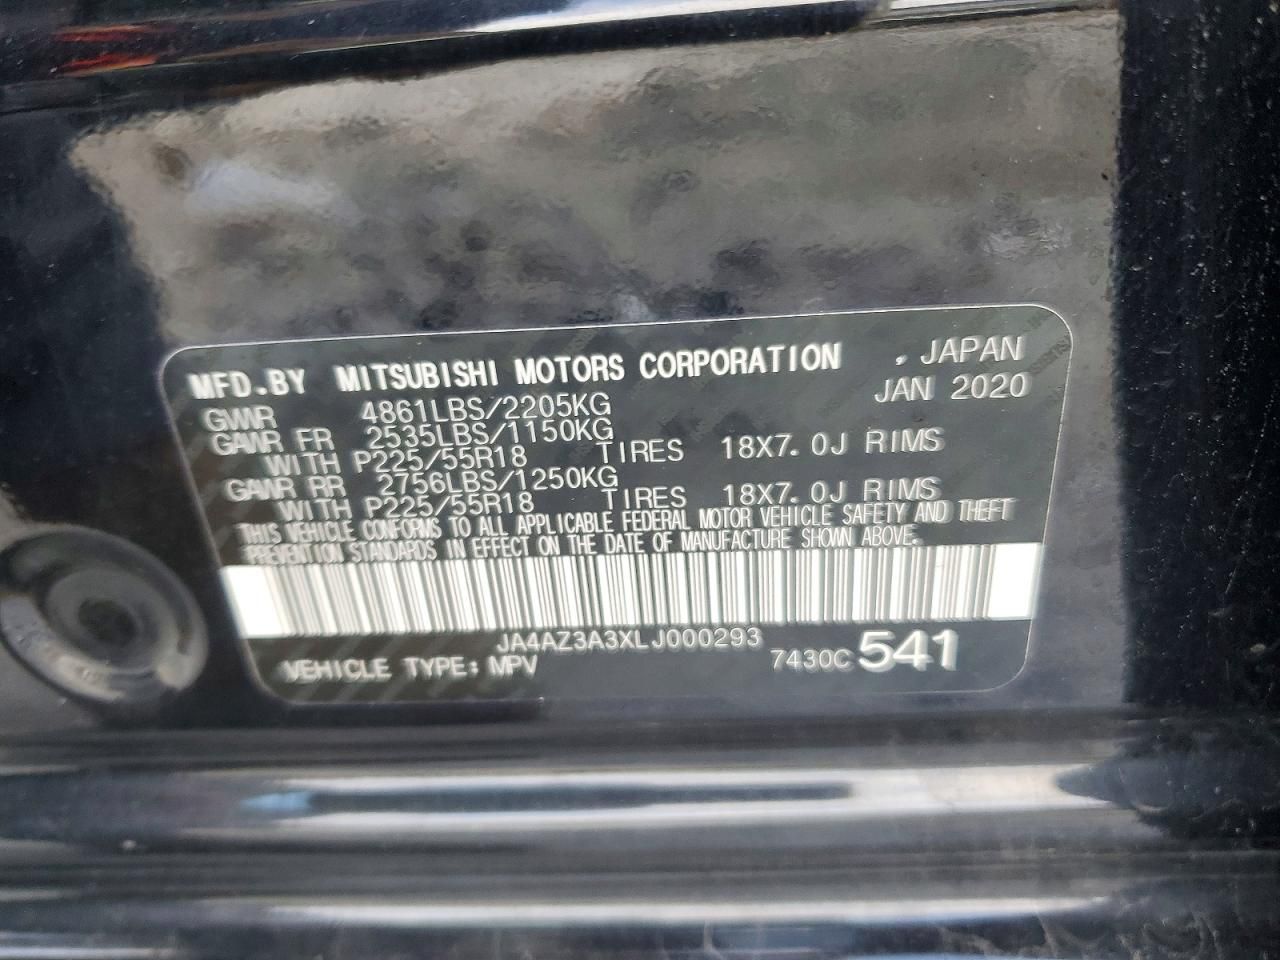 MFD.BY MITSUBISHI MOTORS CORPORATION , JAPAN
JAN 2020
GVWR 4861LBS/2205KG
GAWR FR 2535LBS/1150KG
WITH P225/55R18 TIRES 18X7.0J RIMS
GAWR RR 2756LBS/1250KG
WITH P225/55R18 TIRES 18X7.0J RIMS
THIS VEHICLE CONFORMS TO ALL APPLICABLE FEDERAL MOTOR VEHICLE SAFETY AND THEFT
PREVENTION STANDARDS IN EFFECT ON THE DATE OF MANUFACTURE SHOWN ABOVE.
JA4AZ3A3XLJ000293
VEHICLE TYPE: MPV 7430C 541